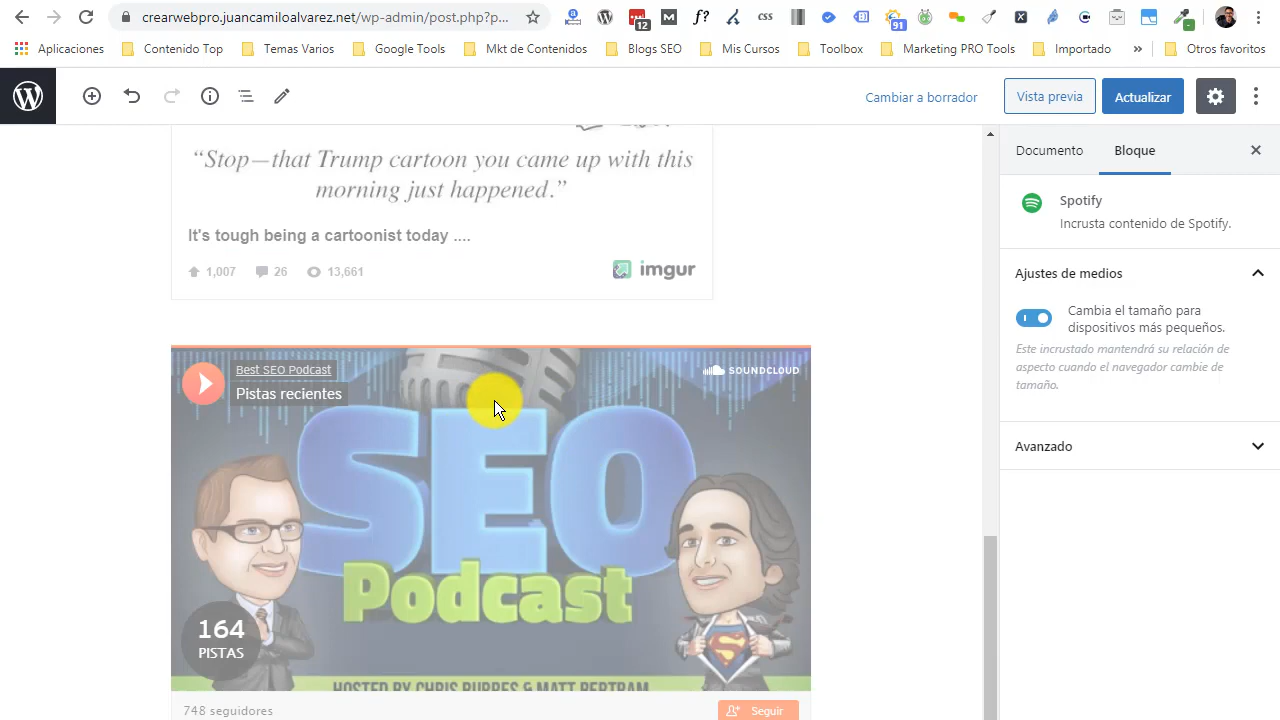 crearwebpro.juancamiloalvarez.net/wp-admin/post.php?p...
12
91
Aplicaciones
Contenido Top
Temas Varios
Google Tools
Mkt de Contenidos
Blogs SEO
Mis Cursos
Toolbox
Marketing PRO Tools
Importado
»
Otros favoritos
Cambiar a borrador
Vista previa
Actualizar
“Stop—that Trump cartoon you came up with this
morning just happened.”
It's tough being a cartoonist today ....
1,007
26
13,661
imgur
Best SEO Podcast
Pistas recientes
SOUNDCLOUD
SEO
Podcast
164
PISTAS
HOSTED BY CHRIS BURRES & MATT BERTRAM
748 seguidores
Seguir
Documento
Bloque
Spotify
Incrusta contenido de Spotify.
Ajustes de medios
Cambia el tamaño para
dispositivos más pequeños.
Este incrustado mantendrá su relación de
aspecto cuando el navegador cambie de
tamaño.
Avanzado